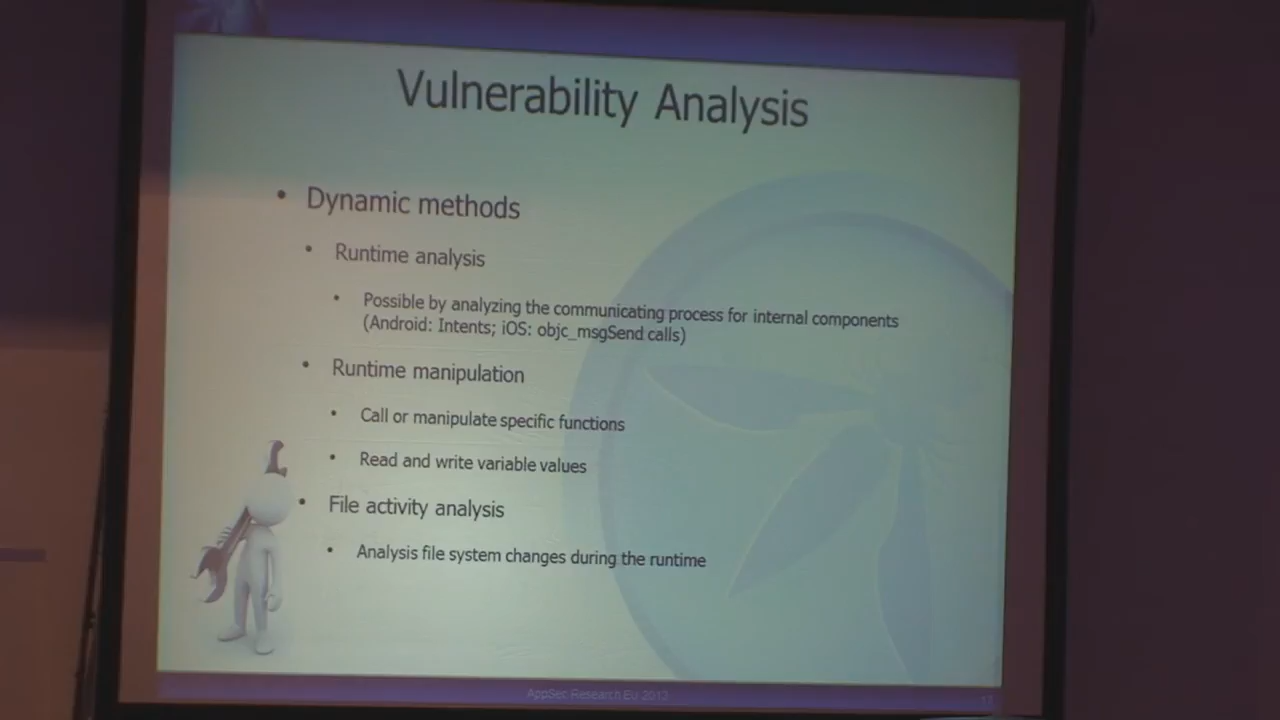 Vulnerability Analysis
• Dynamic methods
• Runtime analysis
• Possible by analyzing the communicating process for internal components
(Android: Intents; iOS: objc_msgSend calls)
• Runtime manipulation
• Call or manipulate specific functions
• Read and write variable values
• File activity analysis
• Analysis file system changes during the runtime
AppSec Research EU 2013